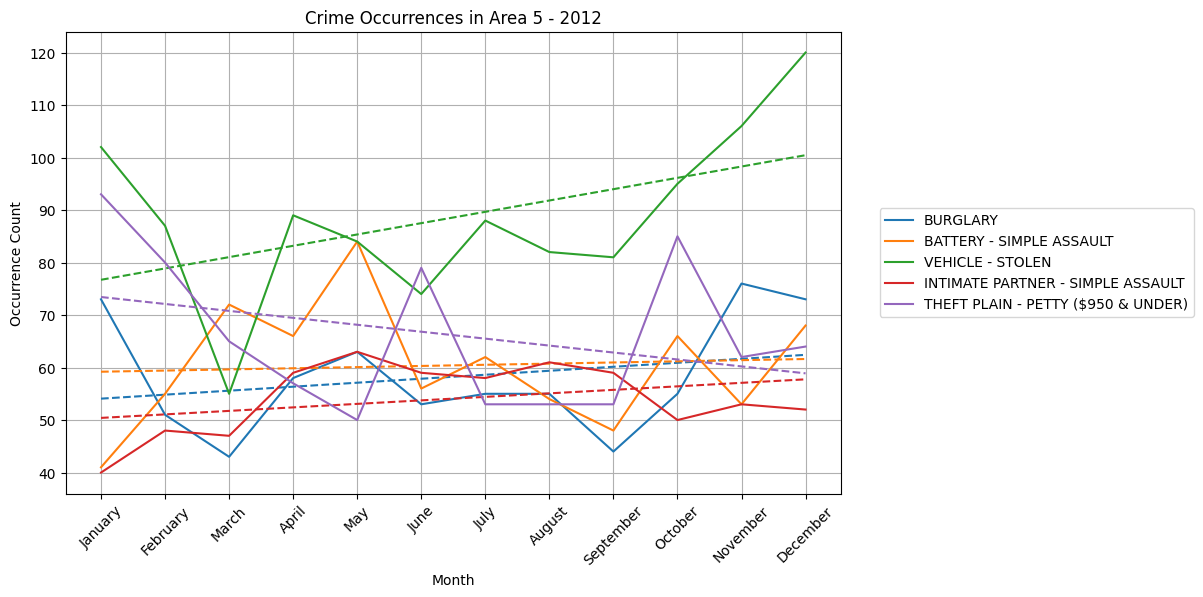 Crime Occurrences in Area 5 - 2012
Occurrence Count
120
110
100
90
80
70
60
50
40
January
February
March
April
May
June
July
August
September
October
November
December
Month
BURGLARY
BATTERY - SIMPLE ASSAULT
VEHICLE - STOLEN
INTIMATE PARTNER - SIMPLE ASSAULT
THEFT PLAIN - PETTY ($950 & UNDER)